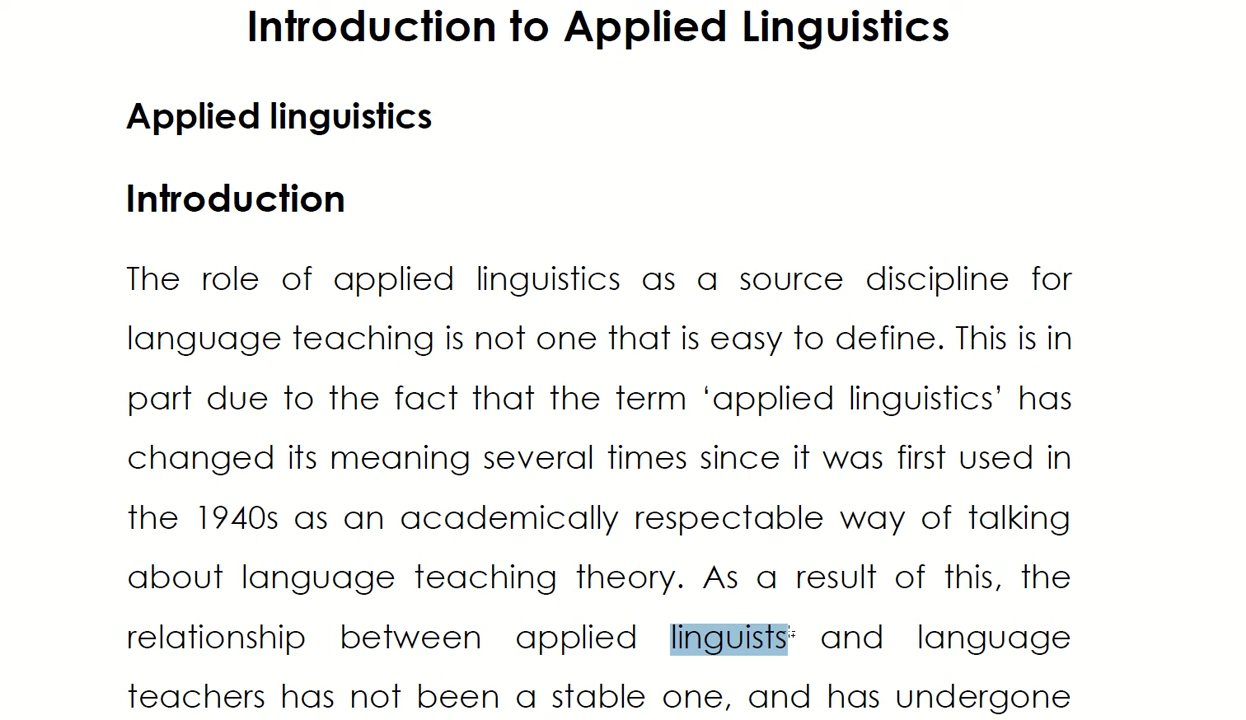 Introduction to Applied Linguistics
Applied linguistics
Introduction
The role of applied linguistics as a source discipline for
language teaching is not one that is easy to define. This is in
part due to the fact that the term ‘applied linguistics’ has
changed its meaning several times since it was first used in
the 1940s as an academically respectable way of talking
about language teaching theory. As a result of this, the
relationship between applied linguists and language
teachers has not been a stable one, and has undergone